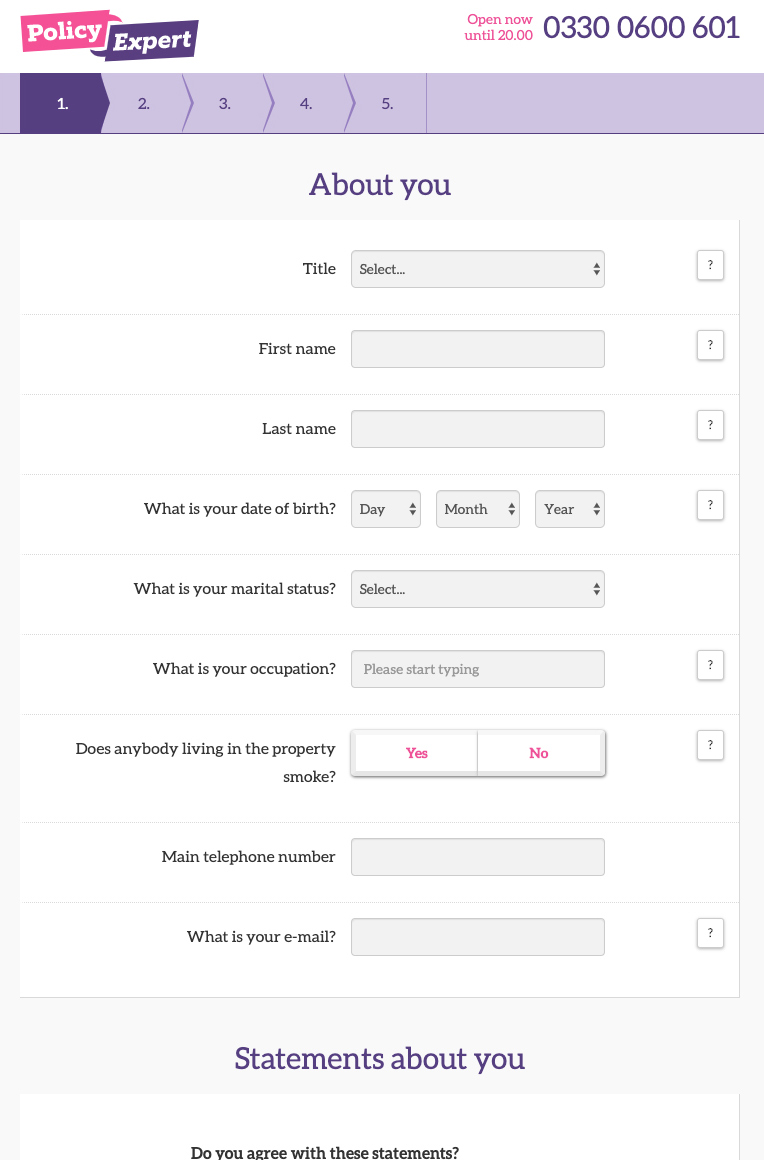 Policy
Expert
Open now
until 20.00
0330 0600 601
1.
2.
3.
4.
5.
About you
Title
Select...
?
First name
?
Last name
?
What is your date of birth?
Day
Month
Year
?
What is your marital status?
Select...
What is your occupation?
Please start typing
?
Does anybody living in the property
smoke?
Yes
No
?
Main telephone number
What is your e-mail?
?
Statements about you
Do you agree with these statements?